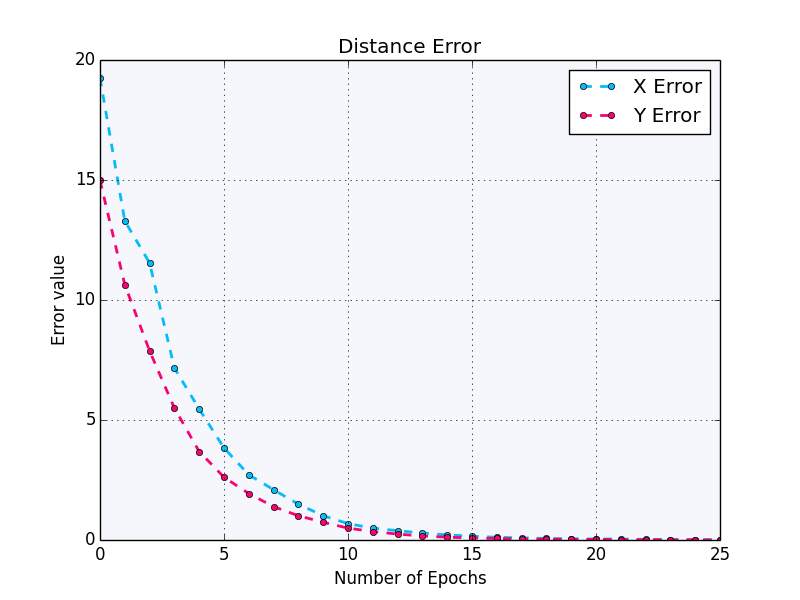 Distance Error
X Error
Y Error
20
15
10
5
0
Error value
0 5 10 15 20 25
Number of Epochs